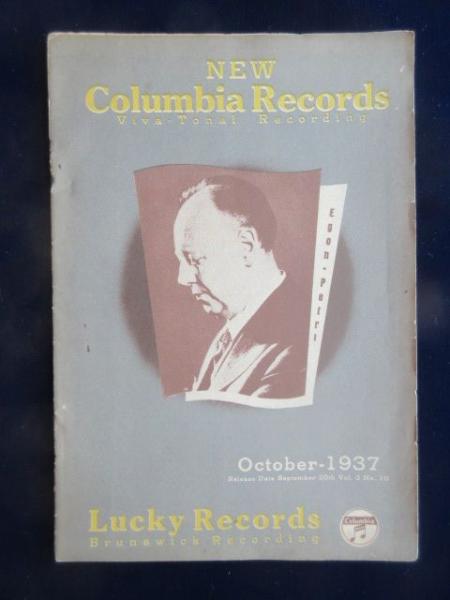 NEW
Columbia Records
Viva-Tonal Recording
Egon-Petri
October-1937
Release Date September 20th Vol. 3 No. 10
Lucky Records
Brunswick Recording
Columbia